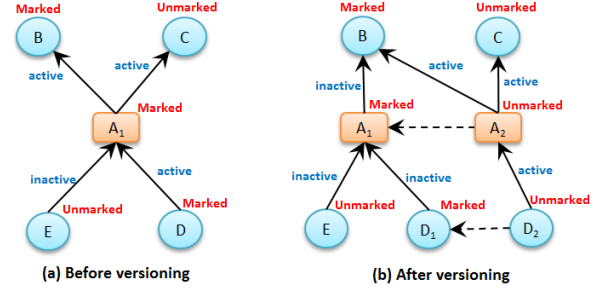 Marked
Unmarked
B
C
active
active
Marked
A1
inactive
active
Unmarked
Marked
E
D
(a) Before versioning
Marked
Unmarked
B
C
inactive
active
active
Marked
Unmarked
A1
A2
inactive
inactive
active
Unmarked
Marked
Unmarked
E
D1
D2
(b) After versioning